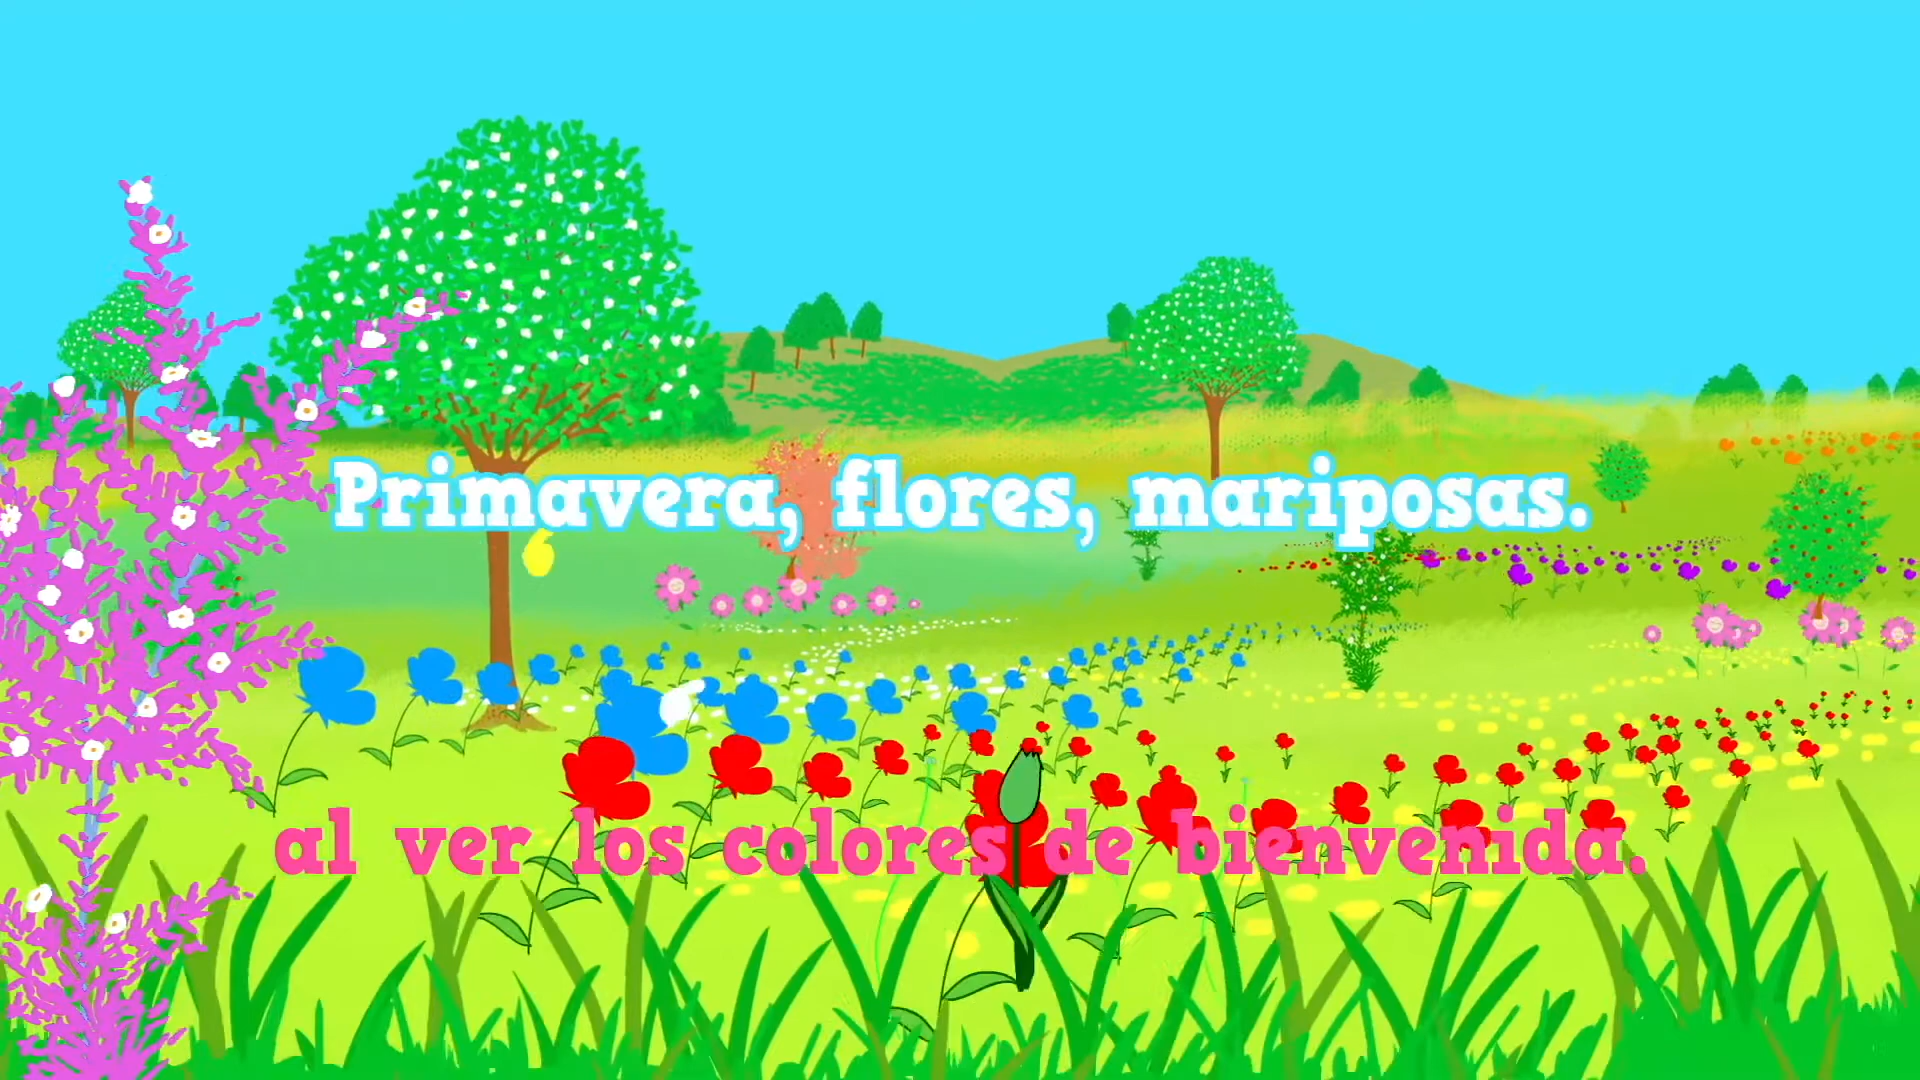 Primavera, flores, mariposas.
al ver los colores de bienvenida.